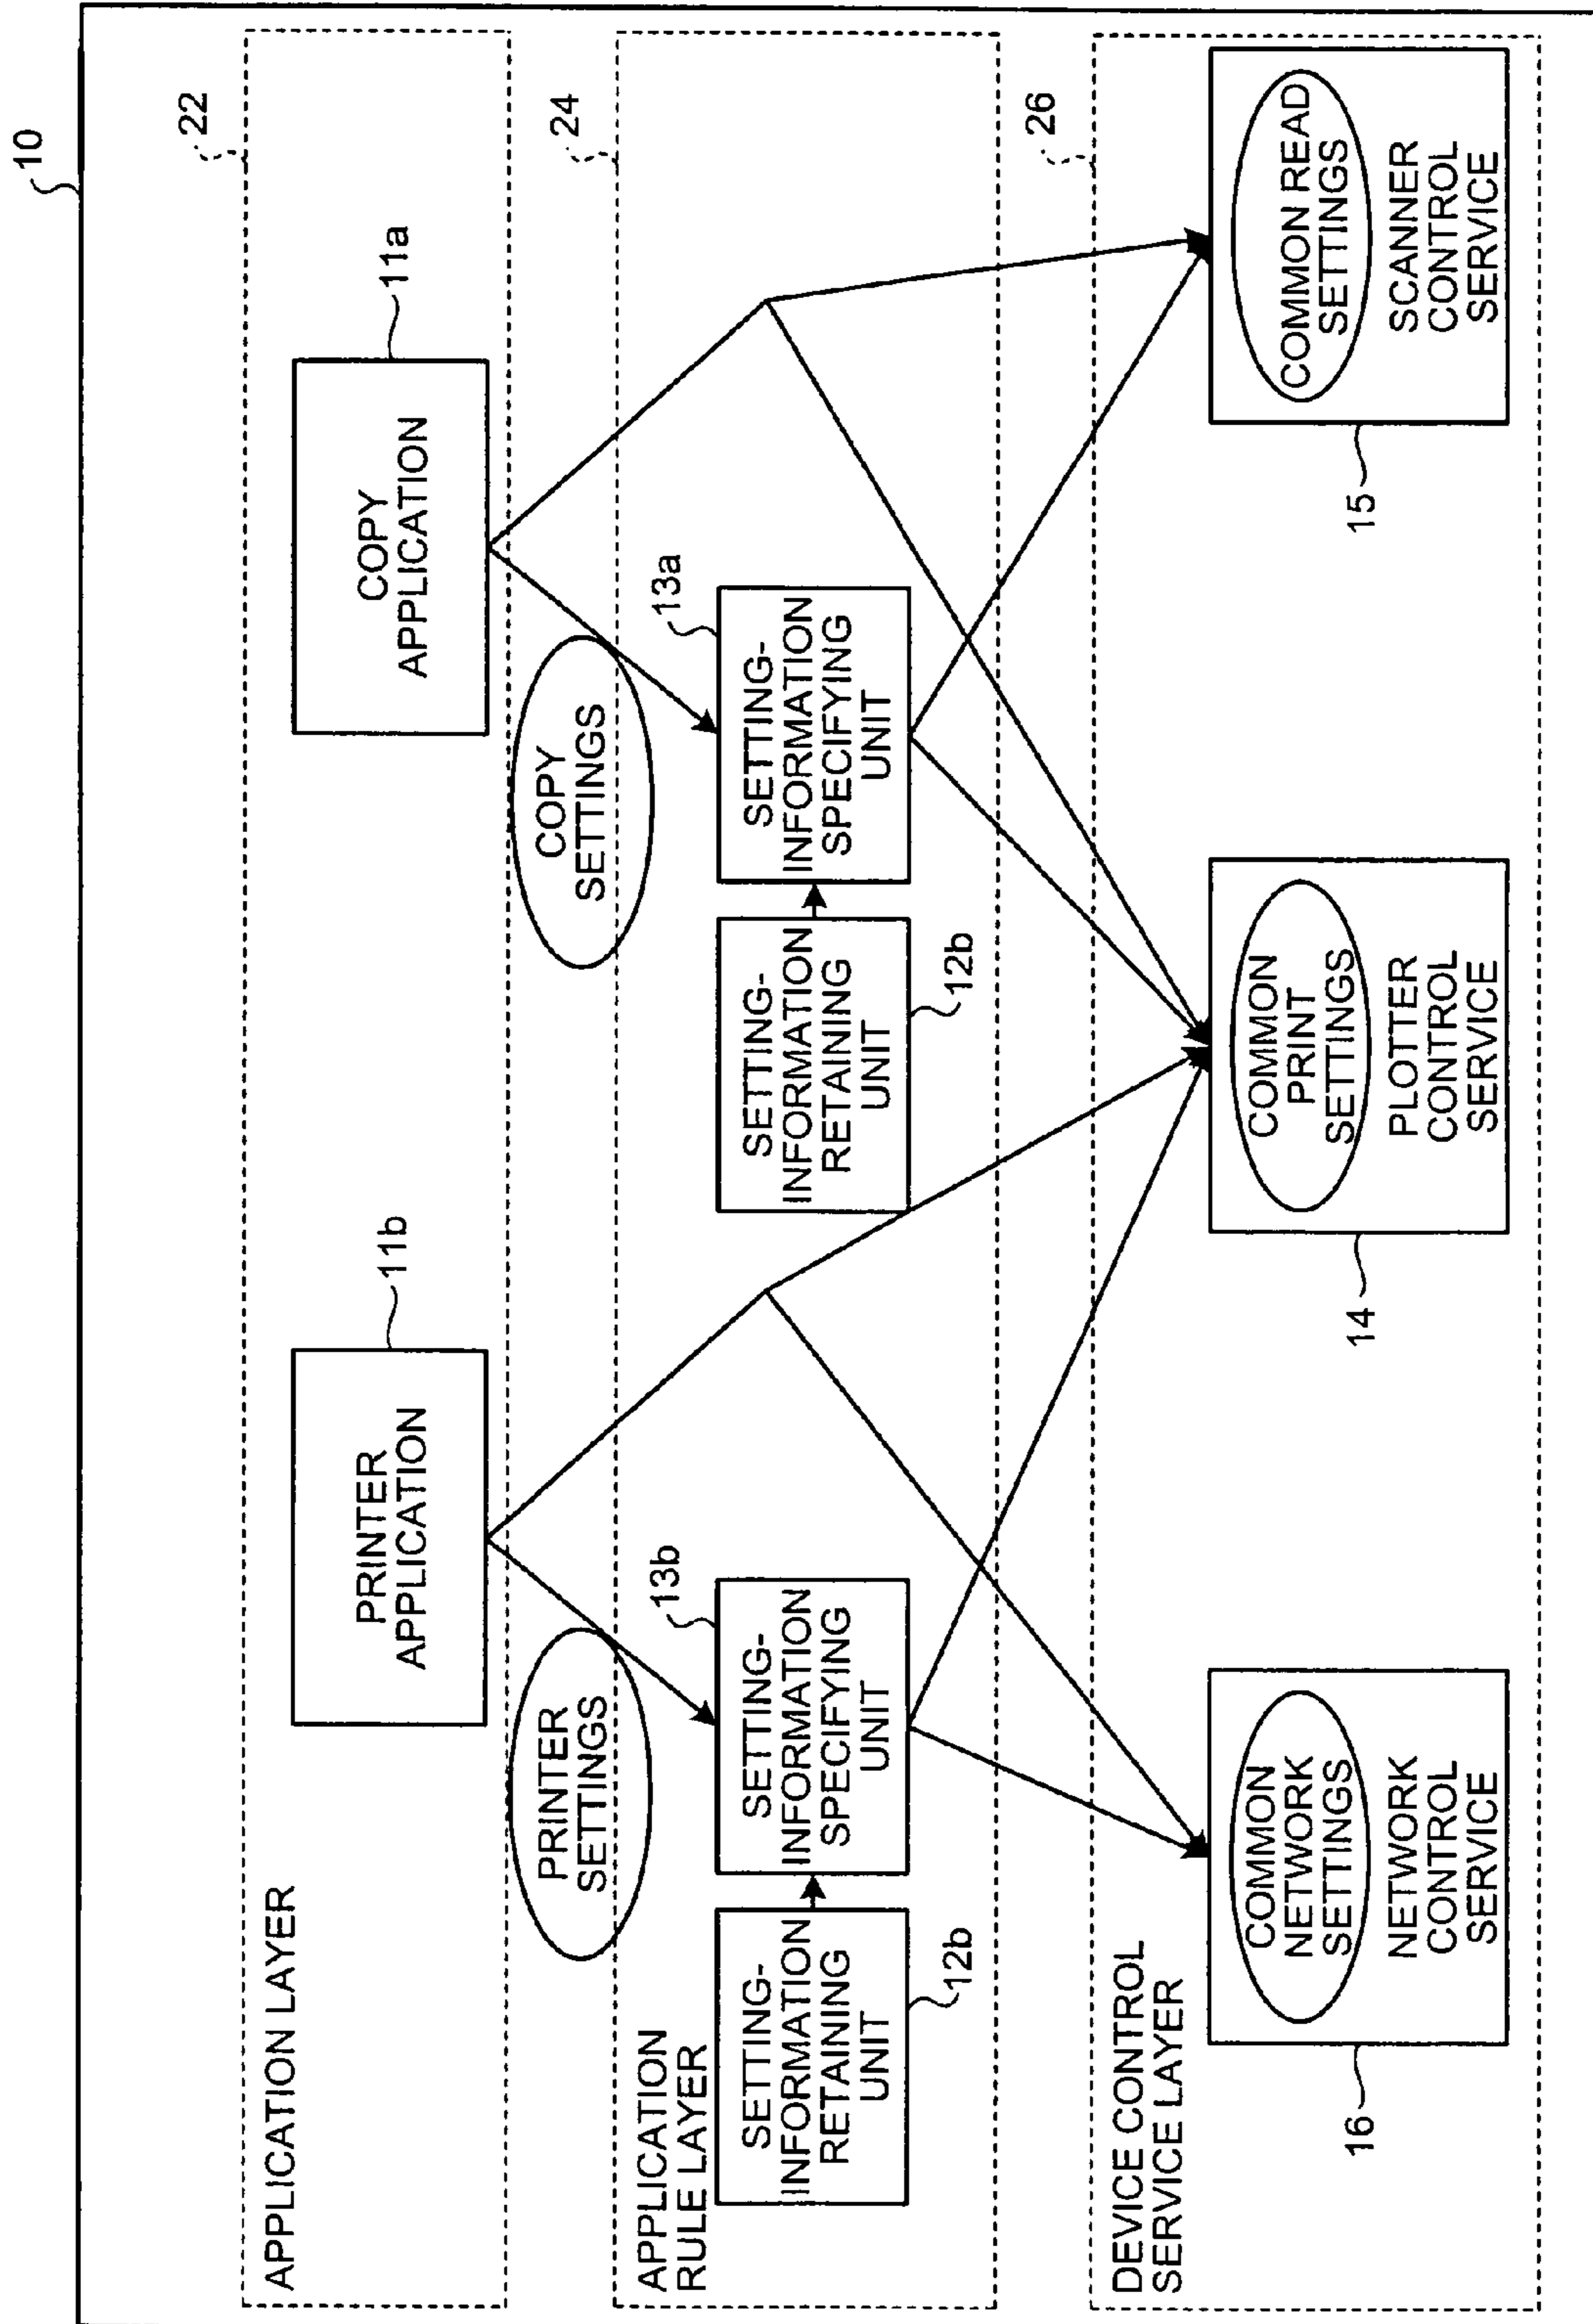 10
22
APPLICATION LAYER
11b
11a
PRINTER
APPLICATION
COPY
APPLICATION
PRINTER
SETTINGS
COPY
SETTINGS
24
APPLICATION
RULE LAYER
13b
13a
SETTING-
INFORMATION
RETAINING
UNIT
12b
SETTING-
INFORMATION
SPECIFYING
UNIT
SETTING-
INFORMATION
RETAINING
UNIT
12b
SETTING-
INFORMATION
SPECIFYING
UNIT
26
DEVICE CONTROL
SERVICE LAYER
COMMON
NETWORK
SETTINGS
NETWORK
CONTROL
SERVICE
16
COMMON
PRINT
SETTINGS
PLOTTER
CONTROL
SERVICE
14
COMMON READ
SETTINGS
SCANNER
CONTROL
SERVICE
15